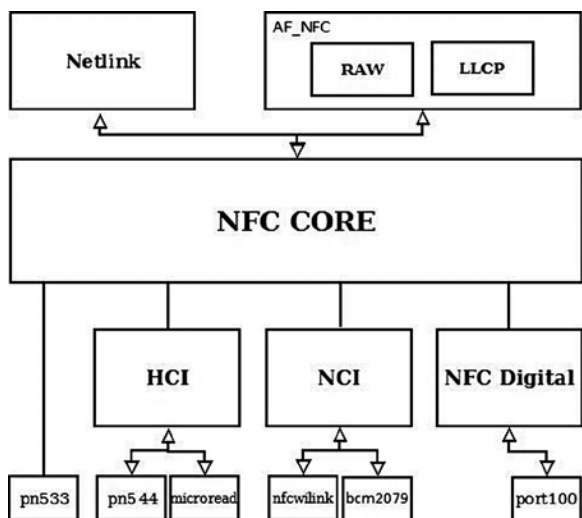 Netlink
AF_NFC
RAW
LLCP
NFC CORE
HCI
NCI
NFC Digital
pn533
pn544
microread
nfcwilink
bcm2079
port100